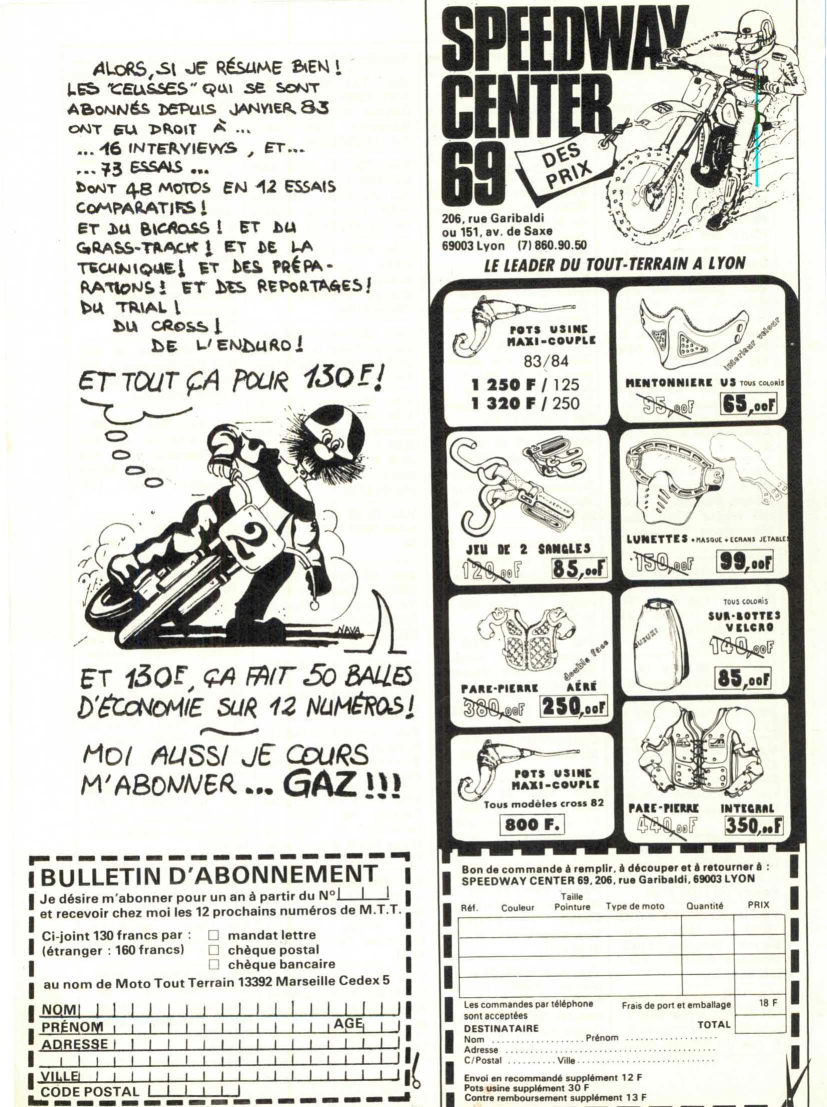 ALORS, SI JE RÉSUME BIEN !
LES "CEUSSES" QUI SE SONT
ABONNÉS DEPUIS JANVIER 83
ONT EU DROIT À ...
... 16 INTERVIEWS, ET...
... 73 ESSAIS ...
DONT 48 MOTOS EN 12 ESSAIS
COMPARATIFS !
ET DU BICROSS ! ET DU
GRASS-TRACK ! ET DE LA
TECHNIQUE ! ET DES PRÉPA-
RATIONS ! ET DES REPORTAGES !
DU TRIAL !
DU CROSS !
DE L'ENDURO !
ET TOUT ÇA POUR 130F!
2
NAVA
ET 130F, ÇA FAIT 50 BALLES
D'ÉCONOMIE SUR 12 NUMÉROS !
MOI AUSSI JE COURS
M'ABONNER ... GAZ !!!
BULLETIN D'ABONNEMENT
Je désire m'abonner pour un an à partir du N°
et recevoir chez moi les 12 prochains numéros de M.T.T.
Ci-joint 130 francs par : □ mandat lettre
(étranger : 160 francs) □ chèque postal
□ chèque bancaire
au nom de Moto Tout Terrain 13392 Marseille Cedex 5
NOM
PRÉNOM AGE
ADRESSE
VILLE
CODE POSTAL
SPEEDWAY
CENTER
69
DES
PRIX
206, rue Garibaldi
ou 151, av. de Saxe
69003 Lyon (7) 860.90.50
LE LEADER DU TOUT-TERRAIN A LYON
POTS USINE
MAXI-COUPLE
83/84
1 250 F / 125
1 320 F / 250
interieur velour
MENTONNIERE US TOUS COLORIS
95,00F 65,00F
JEU DE 2 SANGLES
120,00F 85,00F
LUNETTES + MASQUE + ECRANS JETABLES
150,00F 99,00F
double face
PARE-PIERRE AÉRÉ
380,00F 250,00F
TOUS COLORIS
SUR-BOTTES
VELCRO
SUZUKI
140,00F
85,00F
POTS USINE
MAXI-COUPLE
Tous modèles cross 82
800 F.
PARE-PIERRE INTEGRAL
440,00F 350,00F
Bon de commande à remplir, à découper et à retourner à :
SPEEDWAY CENTER 69, 206, rue Garibaldi, 69003 LYON
Réf. Couleur Taille Pointure Type de moto Quantité PRIX
Les commandes par téléphone Frais de port et emballage 18 F
sont acceptées
DESTINATAIRE TOTAL
Nom Prénom
Adresse
C/Postal Ville
Envoi en recommandé supplément 12 F
Pots usine supplément 30 F
Contre remboursement supplément 13 F